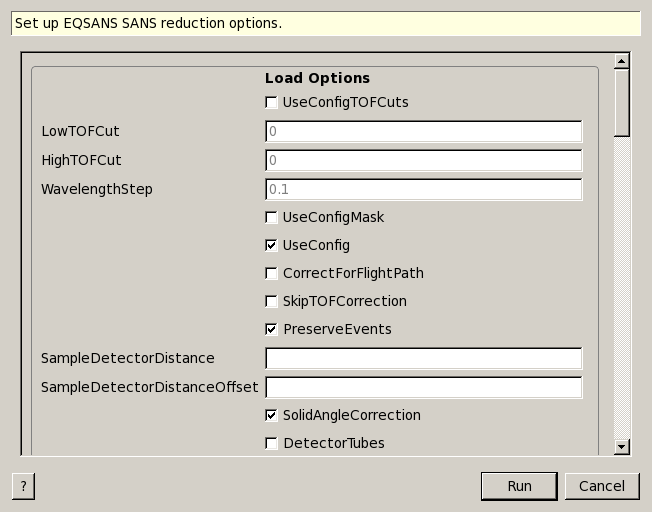 Set up EQSANS SANS reduction options.
Load Options
UseConfigTOFCuts
LowTOFCut 0
HighTOFCut 0
WavelengthStep 0.1
UseConfigMask
UseConfig
CorrectForFlightPath
SkipTOFCorrection
PreserveEvents
SampleDetectorDistance
SampleDetectorDistanceOffset
SolidAngleCorrection
DetectorTubes
? Run Cancel